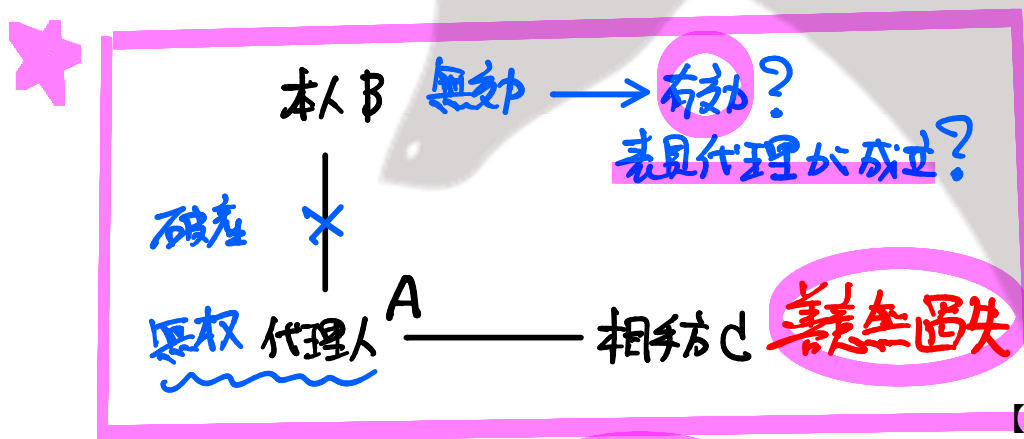 本人B 無効 → 有効?
表見代理が成立?
破産
無权 代理人 A
相手方C 善意無過失
【